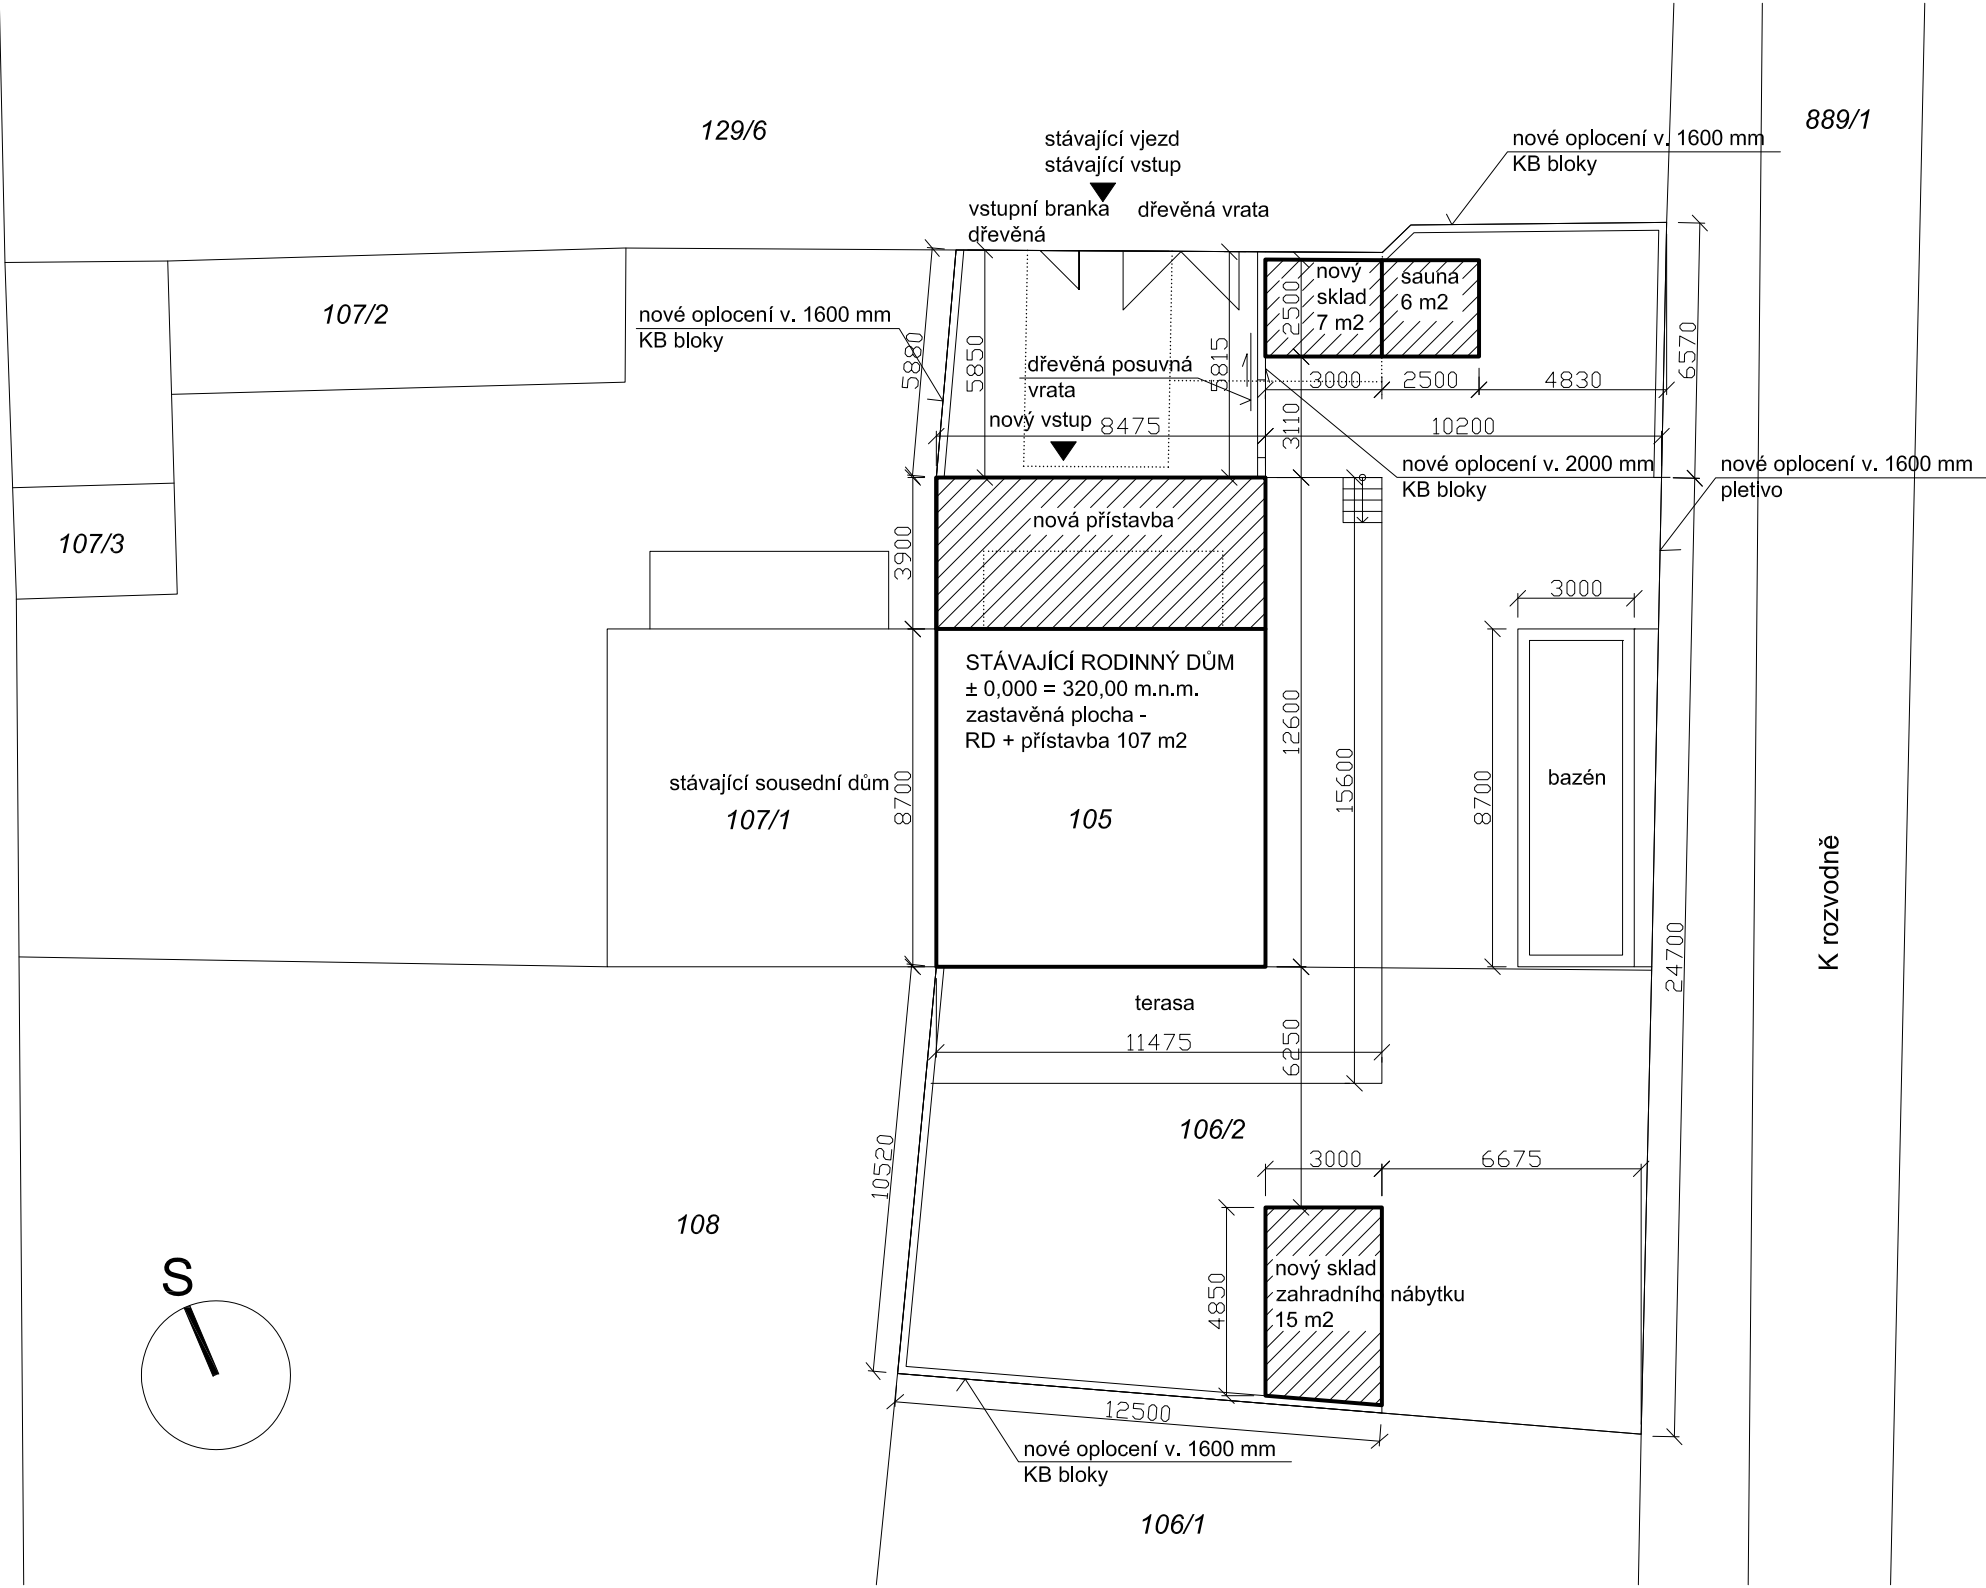 129/6
889/1
stávající vjezd
stávající vstup
nové oplocení v. 1600 mm
KB bloky
vstupní branka
dřevěná
dřevěná vrata
107/2
nové oplocení v. 1600 mm
KB bloky
nový
sklad
7 m2
sauna
6 m2
2500
5880
5850
5815
6570
dřevěná posuvná
vrata
3000
2500
4830
nový vstup
8475
3110
10200
nové oplocení v. 2000 mm
KB bloky
nové oplocení v. 1600 mm
pletivo
107/3
3900
nová přístavba
3000
STÁVAJÍCÍ RODINNÝ DŮM
± 0,000 = 320,00 m.n.m.
zastavěná plocha -
RD + přístavba 107 m2
12600
15600
8700
bazén
stávající sousední dům
107/1
8700
105
K rozvodně
24700
terasa
11475
6250
106/2
10520
3000
6675
108
S
4850
nový sklad
zahradního nábytku
15 m2
12500
nové oplocení v. 1600 mm
KB bloky
106/1